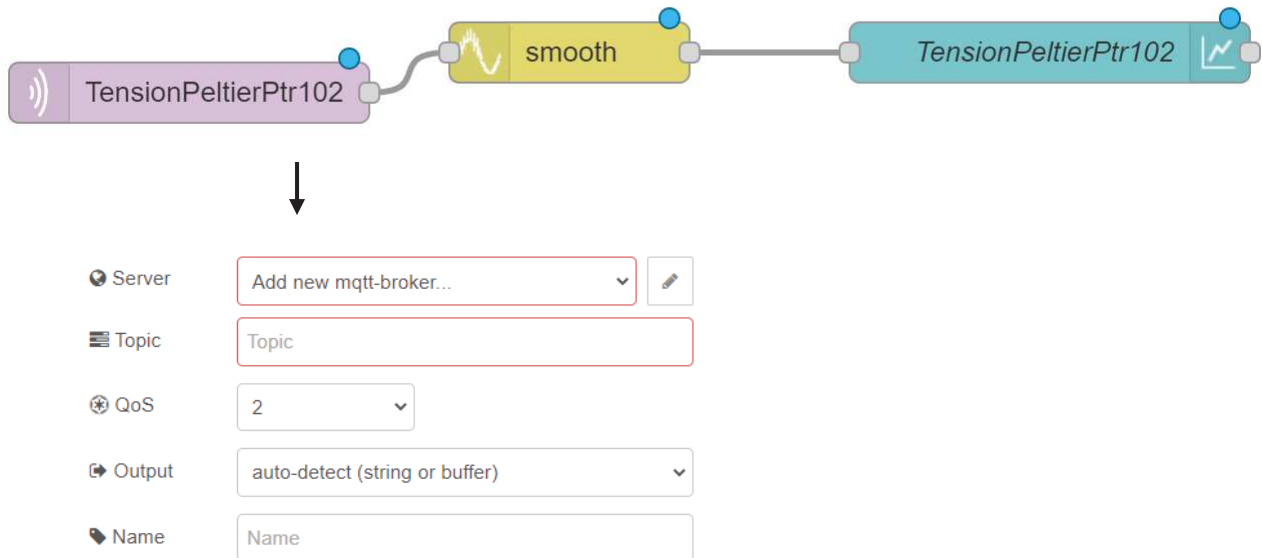 TensionPeltierPtr102
smooth
TensionPeltierPtr102
Server
Add new mqtt-broker...
Topic
Topic
QoS
2
Output
auto-detect (string or buffer)
Name
Name